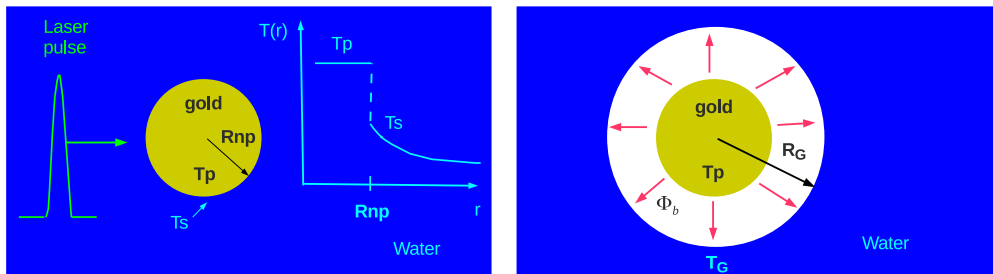 Laser
pulse
gold
Rnp
Tp
Ts
T(r)
Tp
Ts
Rnp
r
Water
gold
Tp
R_G
Φ_b
T_G
Water